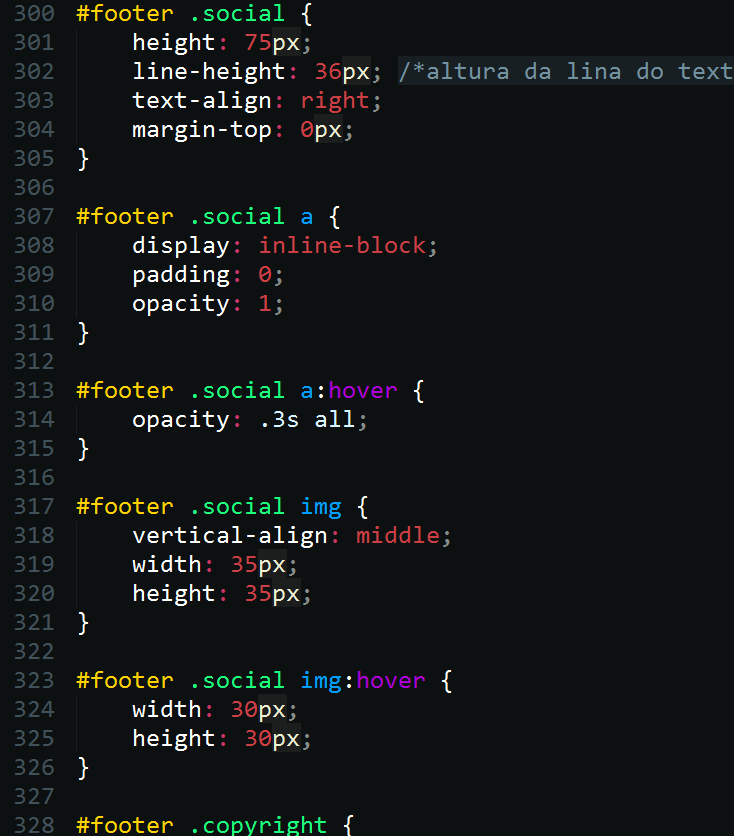 300 #footer .social {
301 height: 75px;
302 line-height: 36px; /*altura da lina do text
303 text-align: right;
304 margin-top: 0px;
305 }
306
307 #footer .social a {
308 display: inline-block;
309 padding: 0;
310 opacity: 1;
311 }
312
313 #footer .social a:hover {
314 opacity: .3s all;
315 }
316
317 #footer .social img {
318 vertical-align: middle;
319 width: 35px;
320 height: 35px;
321 }
322
323 #footer .social img:hover {
324 width: 30px;
325 height: 30px;
326 }
327
328 #footer .copyright {